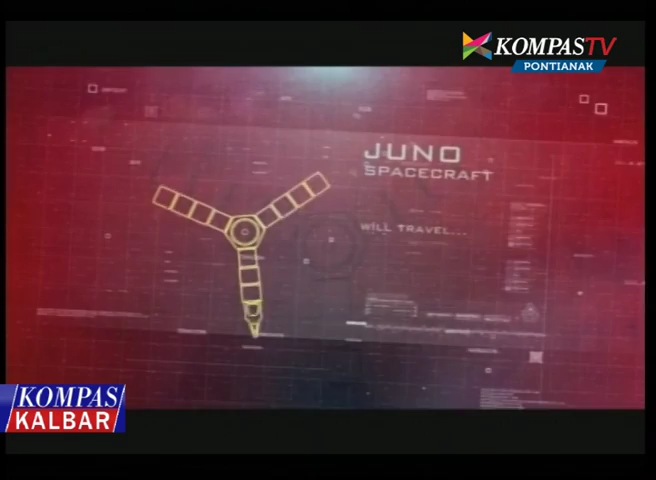 KOMPASTV
PONTIANAK
JUNO
SPACECRAFT
WILL TRAVEL...
KOMPAS
KALBAR